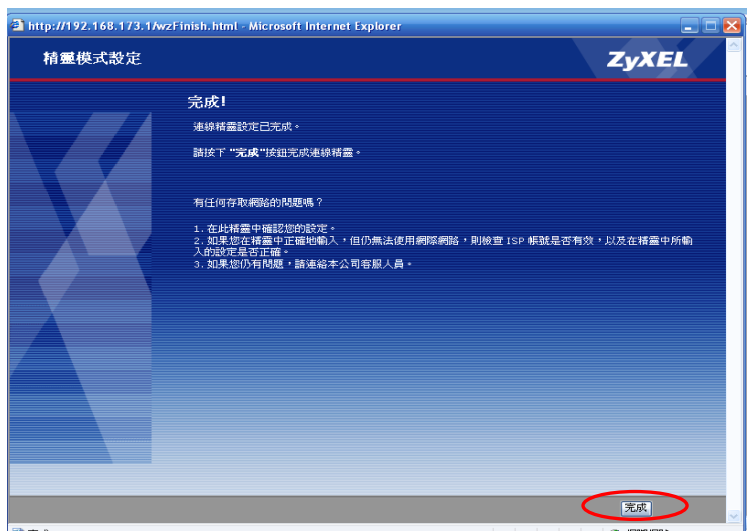 http://192.168.173.1/wzFinish.html - Microsoft Internet Explorer
精靈模式設定
ZyXEL
完成!
連線精靈設定已完成。
請按下 "完成"按鈕完成連線精靈。
有任何存取網路的問題嗎？
1. 在此精靈中確認您的設定。
2. 如果您在精靈中正確地輸入，但仍無法使用網際網路，則檢查 ISP 帳號是否有效，以及在精靈中所輸
入的設定是否正確。
3. 如果您仍有問題，請連絡本公司客服人員。
完成